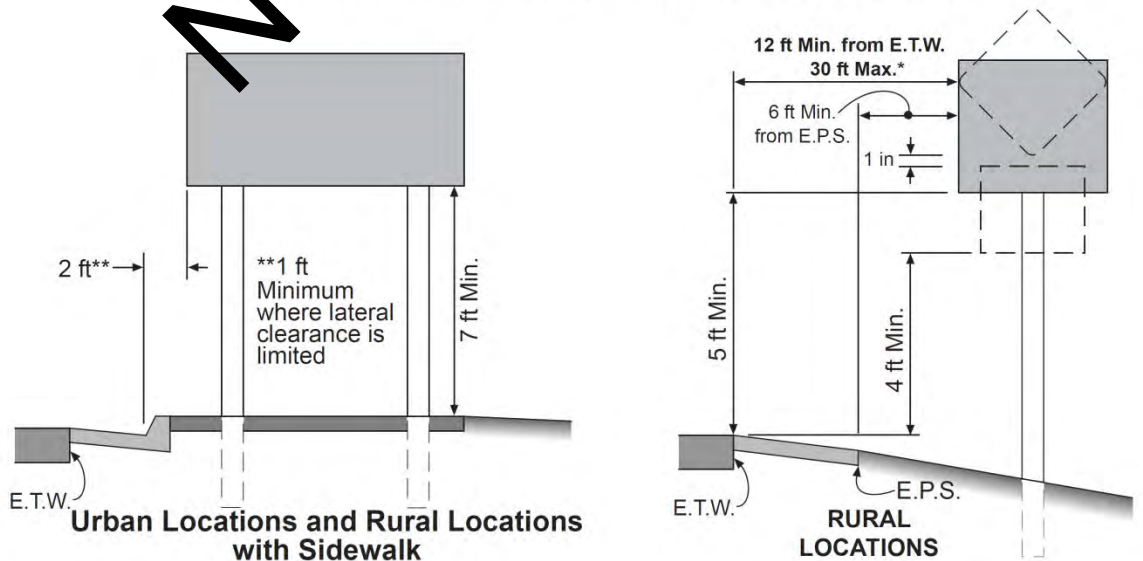 N
2 ft**
**1 ft
Minimum
where lateral
clearance is
limited
7 ft Min.
E.T.W.
Urban Locations and Rural Locations
with Sidewalk
12 ft Min. from E.T.W.
30 ft Max.*
6 ft Min.
from E.P.S.
1 in
5 ft Min.
4 ft Min.
E.T.W.
E.P.S.
RURAL
LOCATIONS